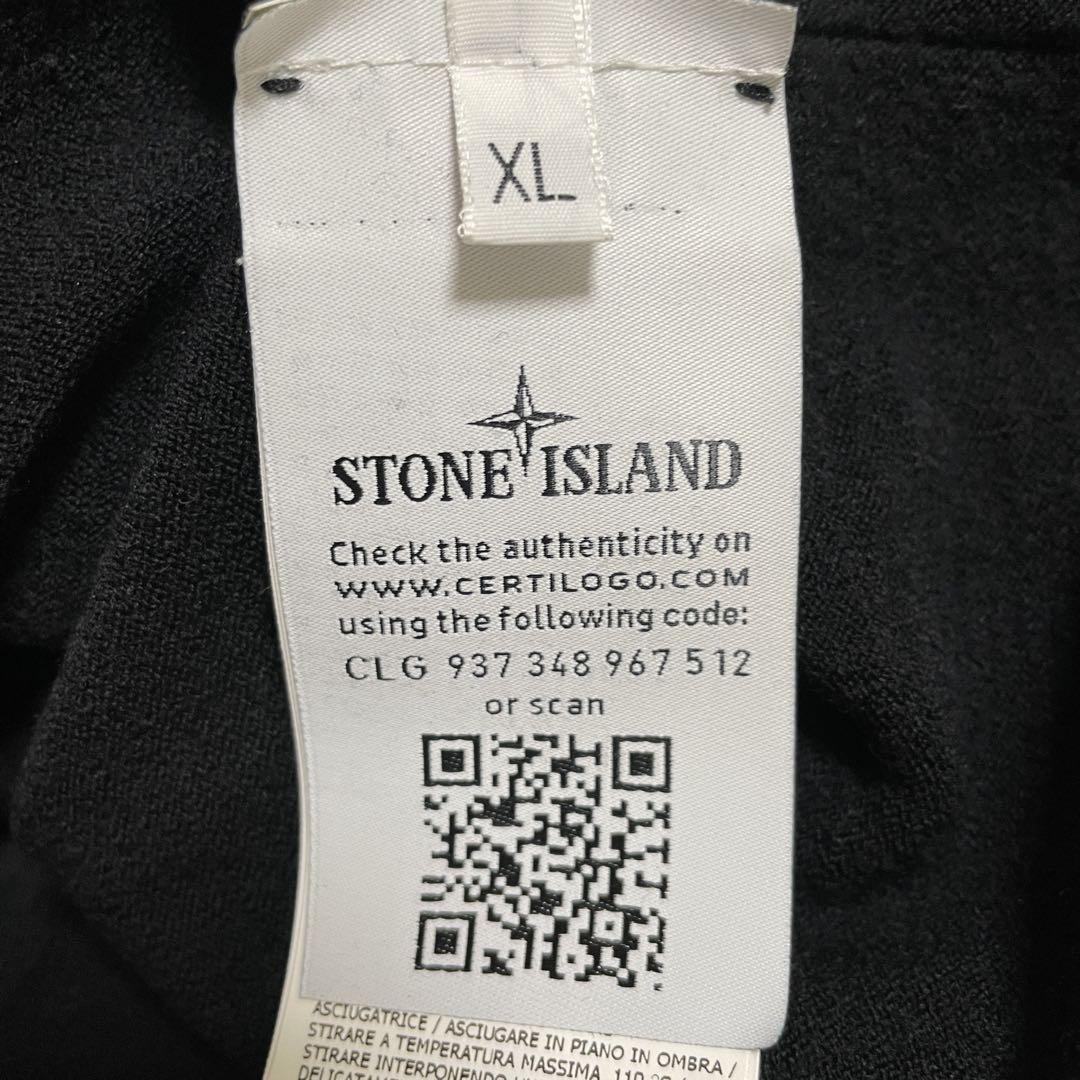 XL
STONE ISLAND
Check the authenticity on
WWW.CERTILOGO.COM
using the following code:
CLG 937 348 967 512
or scan
ASCIUGATRICE / ASCIUGARE IN PIANO IN OMBRA /
STIRARE A TEMPERATURA MASSIMA 110 °C
STIRARE INTERPONENDO